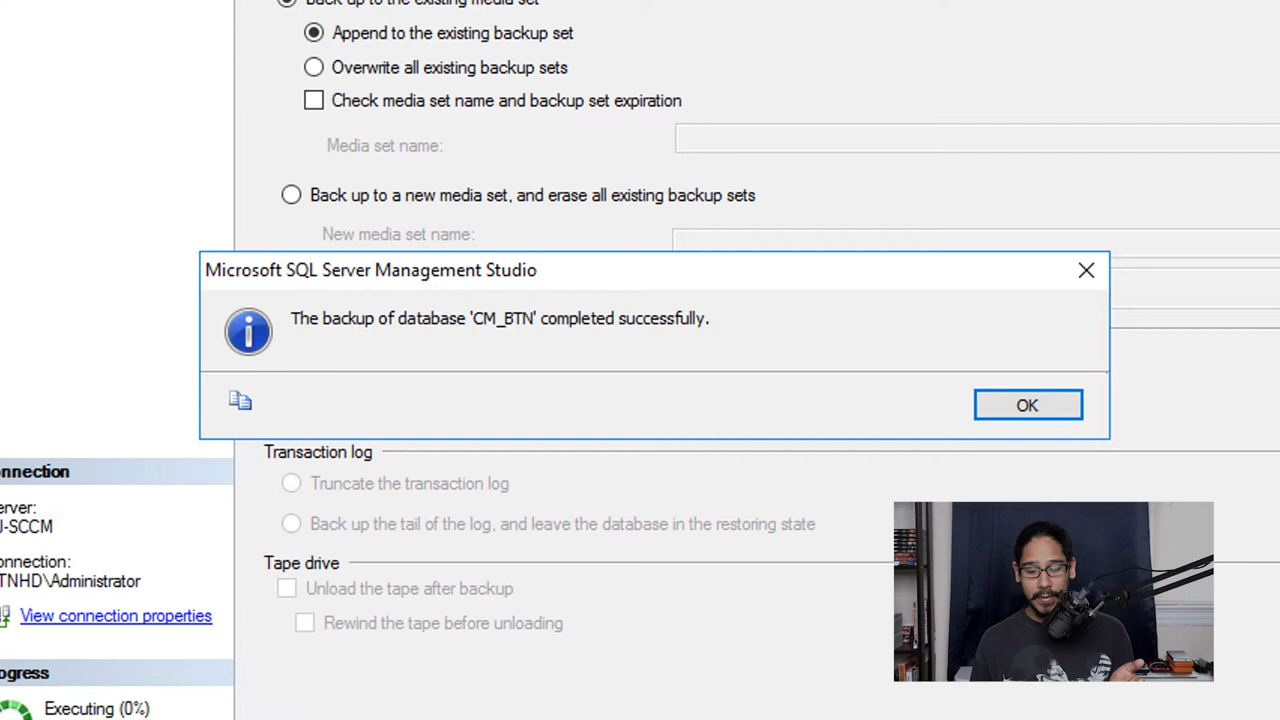 Back up to the existing media set
Append to the existing backup set
Overwrite all existing backup sets
Check media set name and backup set expiration
Media set name:
Back up to a new media set, and erase all existing backup sets
New media set name:
Microsoft SQL Server Management Studio
The backup of database 'CM_BTN' completed successfully.
OK
Transaction log
Truncate the transaction log
Back up the tail of the log, and leave the database in the restoring state
Tape drive
Unload the tape after backup
Rewind the tape before unloading
onnection
erver:
J-SCCM
onnection:
TNHD\Administrator
View connection properties
ogress
Executing (0%)